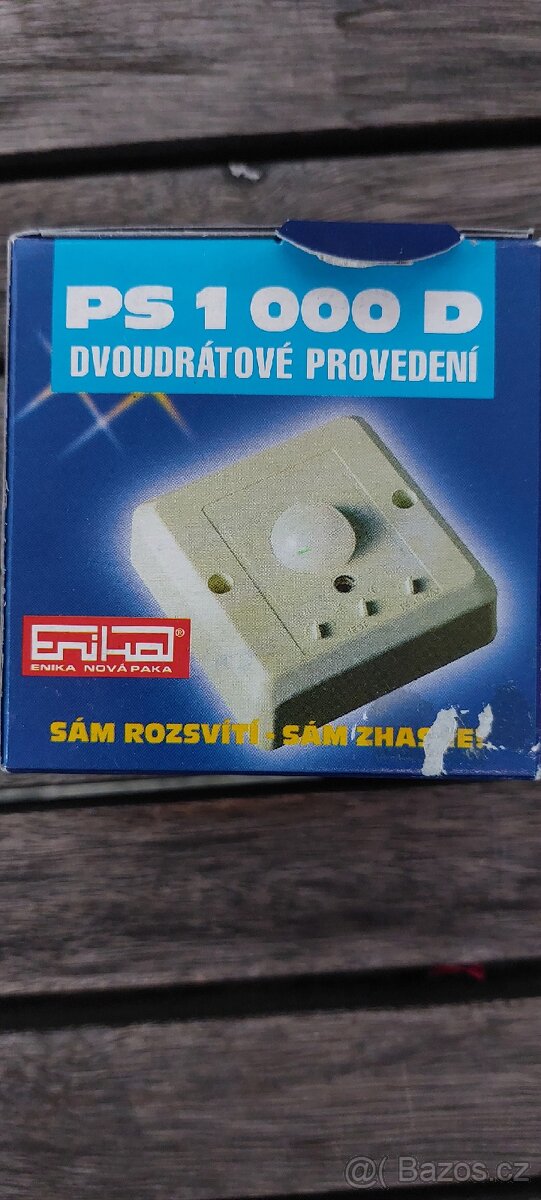 PS 1 000 D
DVOUDRÁTOVÉ PROVEDENÍ
Enika®
ENIKA NOVÁ PAKA
SÁM ROZSVÍTÍ - SÁM
@( Bazos.cz